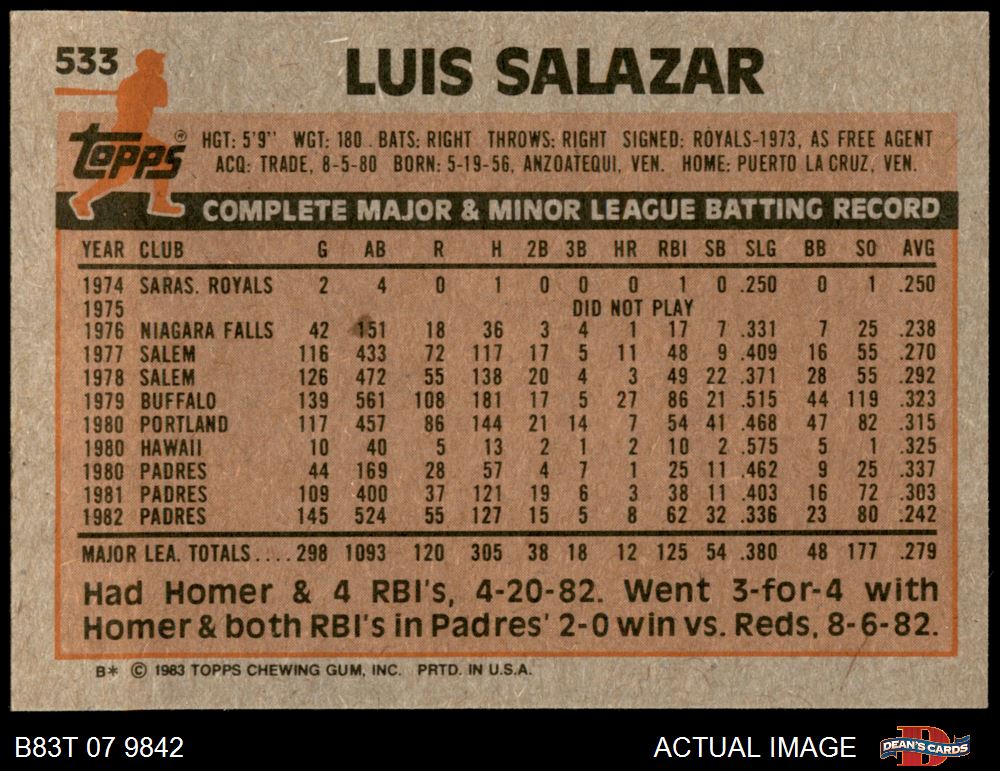 533
LUIS SALAZAR
Topps®
HGT: 5'9" WGT: 180 BATS: RIGHT THROWS: RIGHT SIGNED: ROYALS-1973, AS FREE AGENT
ACQ: TRADE, 8-5-80 BORN: 5-19-56, ANZOATEQUI, VEN. HOME: PUERTO LA CRUZ, VEN.
COMPLETE MAJOR & MINOR LEAGUE BATTING RECORD
YEAR CLUB G AB R H 2B 3B HR RBI SB SLG BB SO AVG
1974 SARAS. ROYALS 2 4 0 1 0 0 0 1 0 .250 0 1 .250
1975 DID NOT PLAY
1976 NIAGARA FALLS 42 151 18 36 3 4 1 17 7 .331 7 25 .238
1977 SALEM 116 433 72 117 17 5 11 48 9 .409 16 55 .270
1978 SALEM 126 472 55 138 20 4 3 49 22 .371 28 55 .292
1979 BUFFALO 139 561 108 181 17 5 27 86 21 .515 44 119 .323
1980 PORTLAND 117 457 86 144 21 14 7 54 41 .468 47 82 .315
1980 HAWAII 10 40 5 13 2 1 2 10 2 .575 5 1 .325
1980 PADRES 44 169 28 57 4 7 1 25 11 .462 9 25 .337
1981 PADRES 109 400 37 121 19 6 3 38 11 .403 16 72 .303
1982 PADRES 145 524 55 127 15 5 8 62 32 .336 23 80 .242
MAJOR LEA. TOTALS....298 1093 120 305 38 18 12 125 54 .380 48 177 .279
Had Homer & 4 RBI's, 4-20-82. Went 3-for-4 with
Homer & both RBI's in Padres' 2-0 win vs. Reds, 8-6-82.
B* © 1983 TOPPS CHEWING GUM, INC. PRTD. IN U.S.A.
B83T 07 9842
ACTUAL IMAGE
DEAN'S CARDS